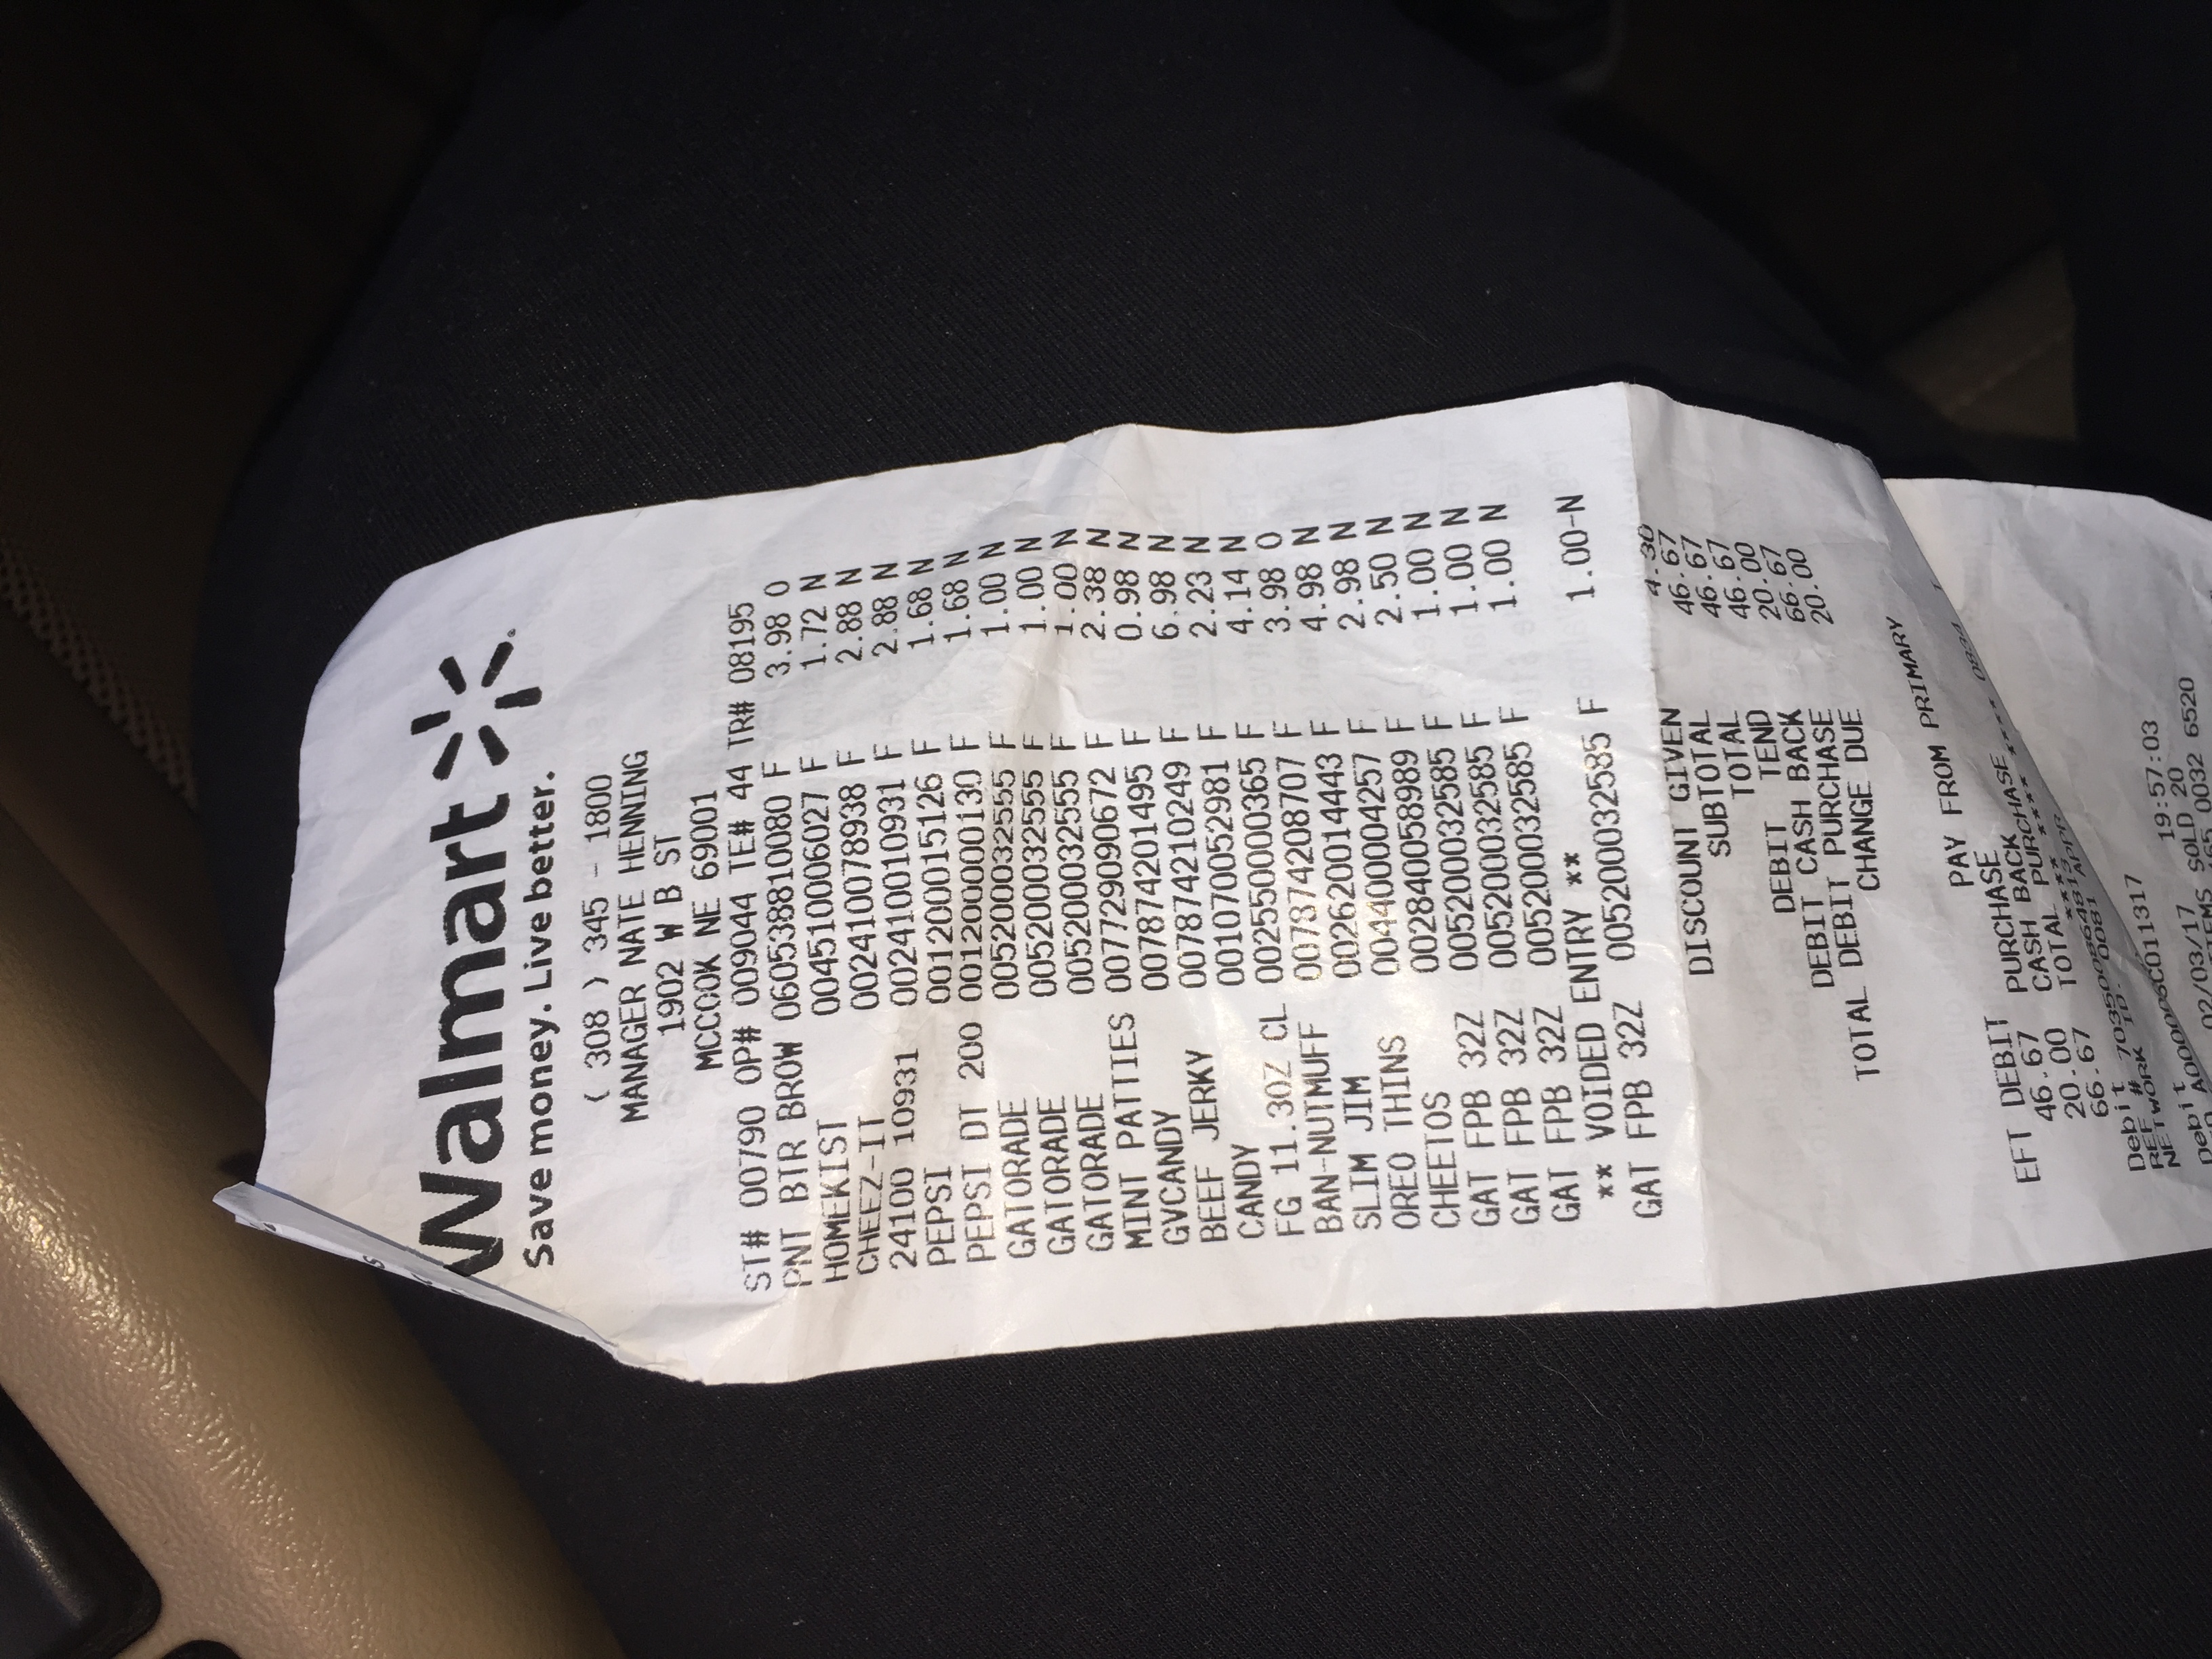 Walmart
Save money. Live better.
( 308 ) 345 - 1800
MANAGER NATE HENNING
1902 W B ST
MCCOOK NE 69001
ST# 00790 OP# 009044 TE# 44 TR# 08195
PNT BTR BROW 060538810080 F 3.98 O
HOMEKIST 004510006027 F 1.72 N
CHEEZ-IT 002410078938 F 2.88 N
24100 10931 002410010931 F 2.88 N
PEPSI 001200015126 F 1.68 N
PEPSI DT 200 001200000130 F 1.68 N
GATORADE 005200032555 F 1.00 N
GATORADE 005200032555 F 1.00 N
GATORADE 005200032555 F 1.00 N
MINT PATTIES 007729090672 F 2.38 N
GVCANDY 007874201495 F 0.98 N
BEEF JERKY 007874210249 F 6.98 N
CANDY 001070052981 F 2.23 N
FG 11.30Z CL 002550000365 F 4.14 N
BAN-NUTMUFF 007874208707 F 3.98 O
SLIM JIM 002620014443 F 4.98 N
OREO THINS 004400004257 F 2.98 N
CHEETOS 002840058989 F 2.50 N
GAT FPB 32Z 005200032585 F 1.00 N
GAT FPB 32Z 005200032585 F 1.00 N
GAT FPB 32Z 005200032585 F 1.00 N
** VOIDED ENTRY **
GAT FPB 32Z 005200032585 F 1.00-N
DISCOUNT GIVEN 4.30
SUBTOTAL 46.67
TOTAL 46.67
DEBIT TEND 46.67
DEBIT CASH BACK 20.00
TOTAL DEBIT PURCHASE 66.67
CHANGE DUE 20.00
PAY FROM PRIMARY
EFT DEBIT
46.67 PURCHASE
20.00 CASH BACK
66.67 TOTAL PURCHASE
Debit **** **** **** 0834 I
REF # 703500864813
NETWORK ID. 0081 APPR
Debit
02/03/17 19:57:03
ITEMS SOLD 20
0032 6520